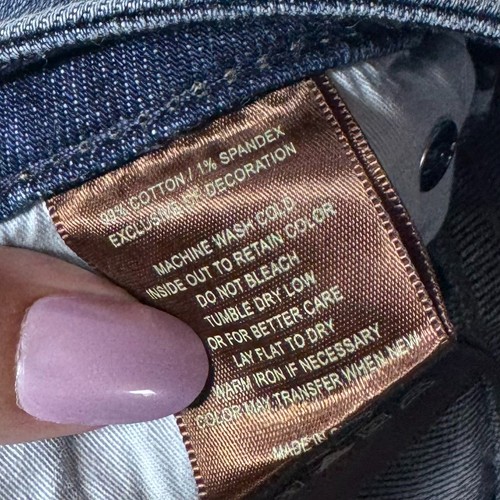 99% COTTON / 1% SPANDEX
EXCLUSIVE OF DECORATION
MACHINE WASH COLD
INSIDE OUT TO RETAIN COLOR
DO NOT BLEACH
TUMBLE DRY LOW
OR FOR BETTER CARE
LAY FLAT TO DRY
WARM IRON IF NECESSARY
COLOR MAY TRANSFER WHEN NEW
MADE IN